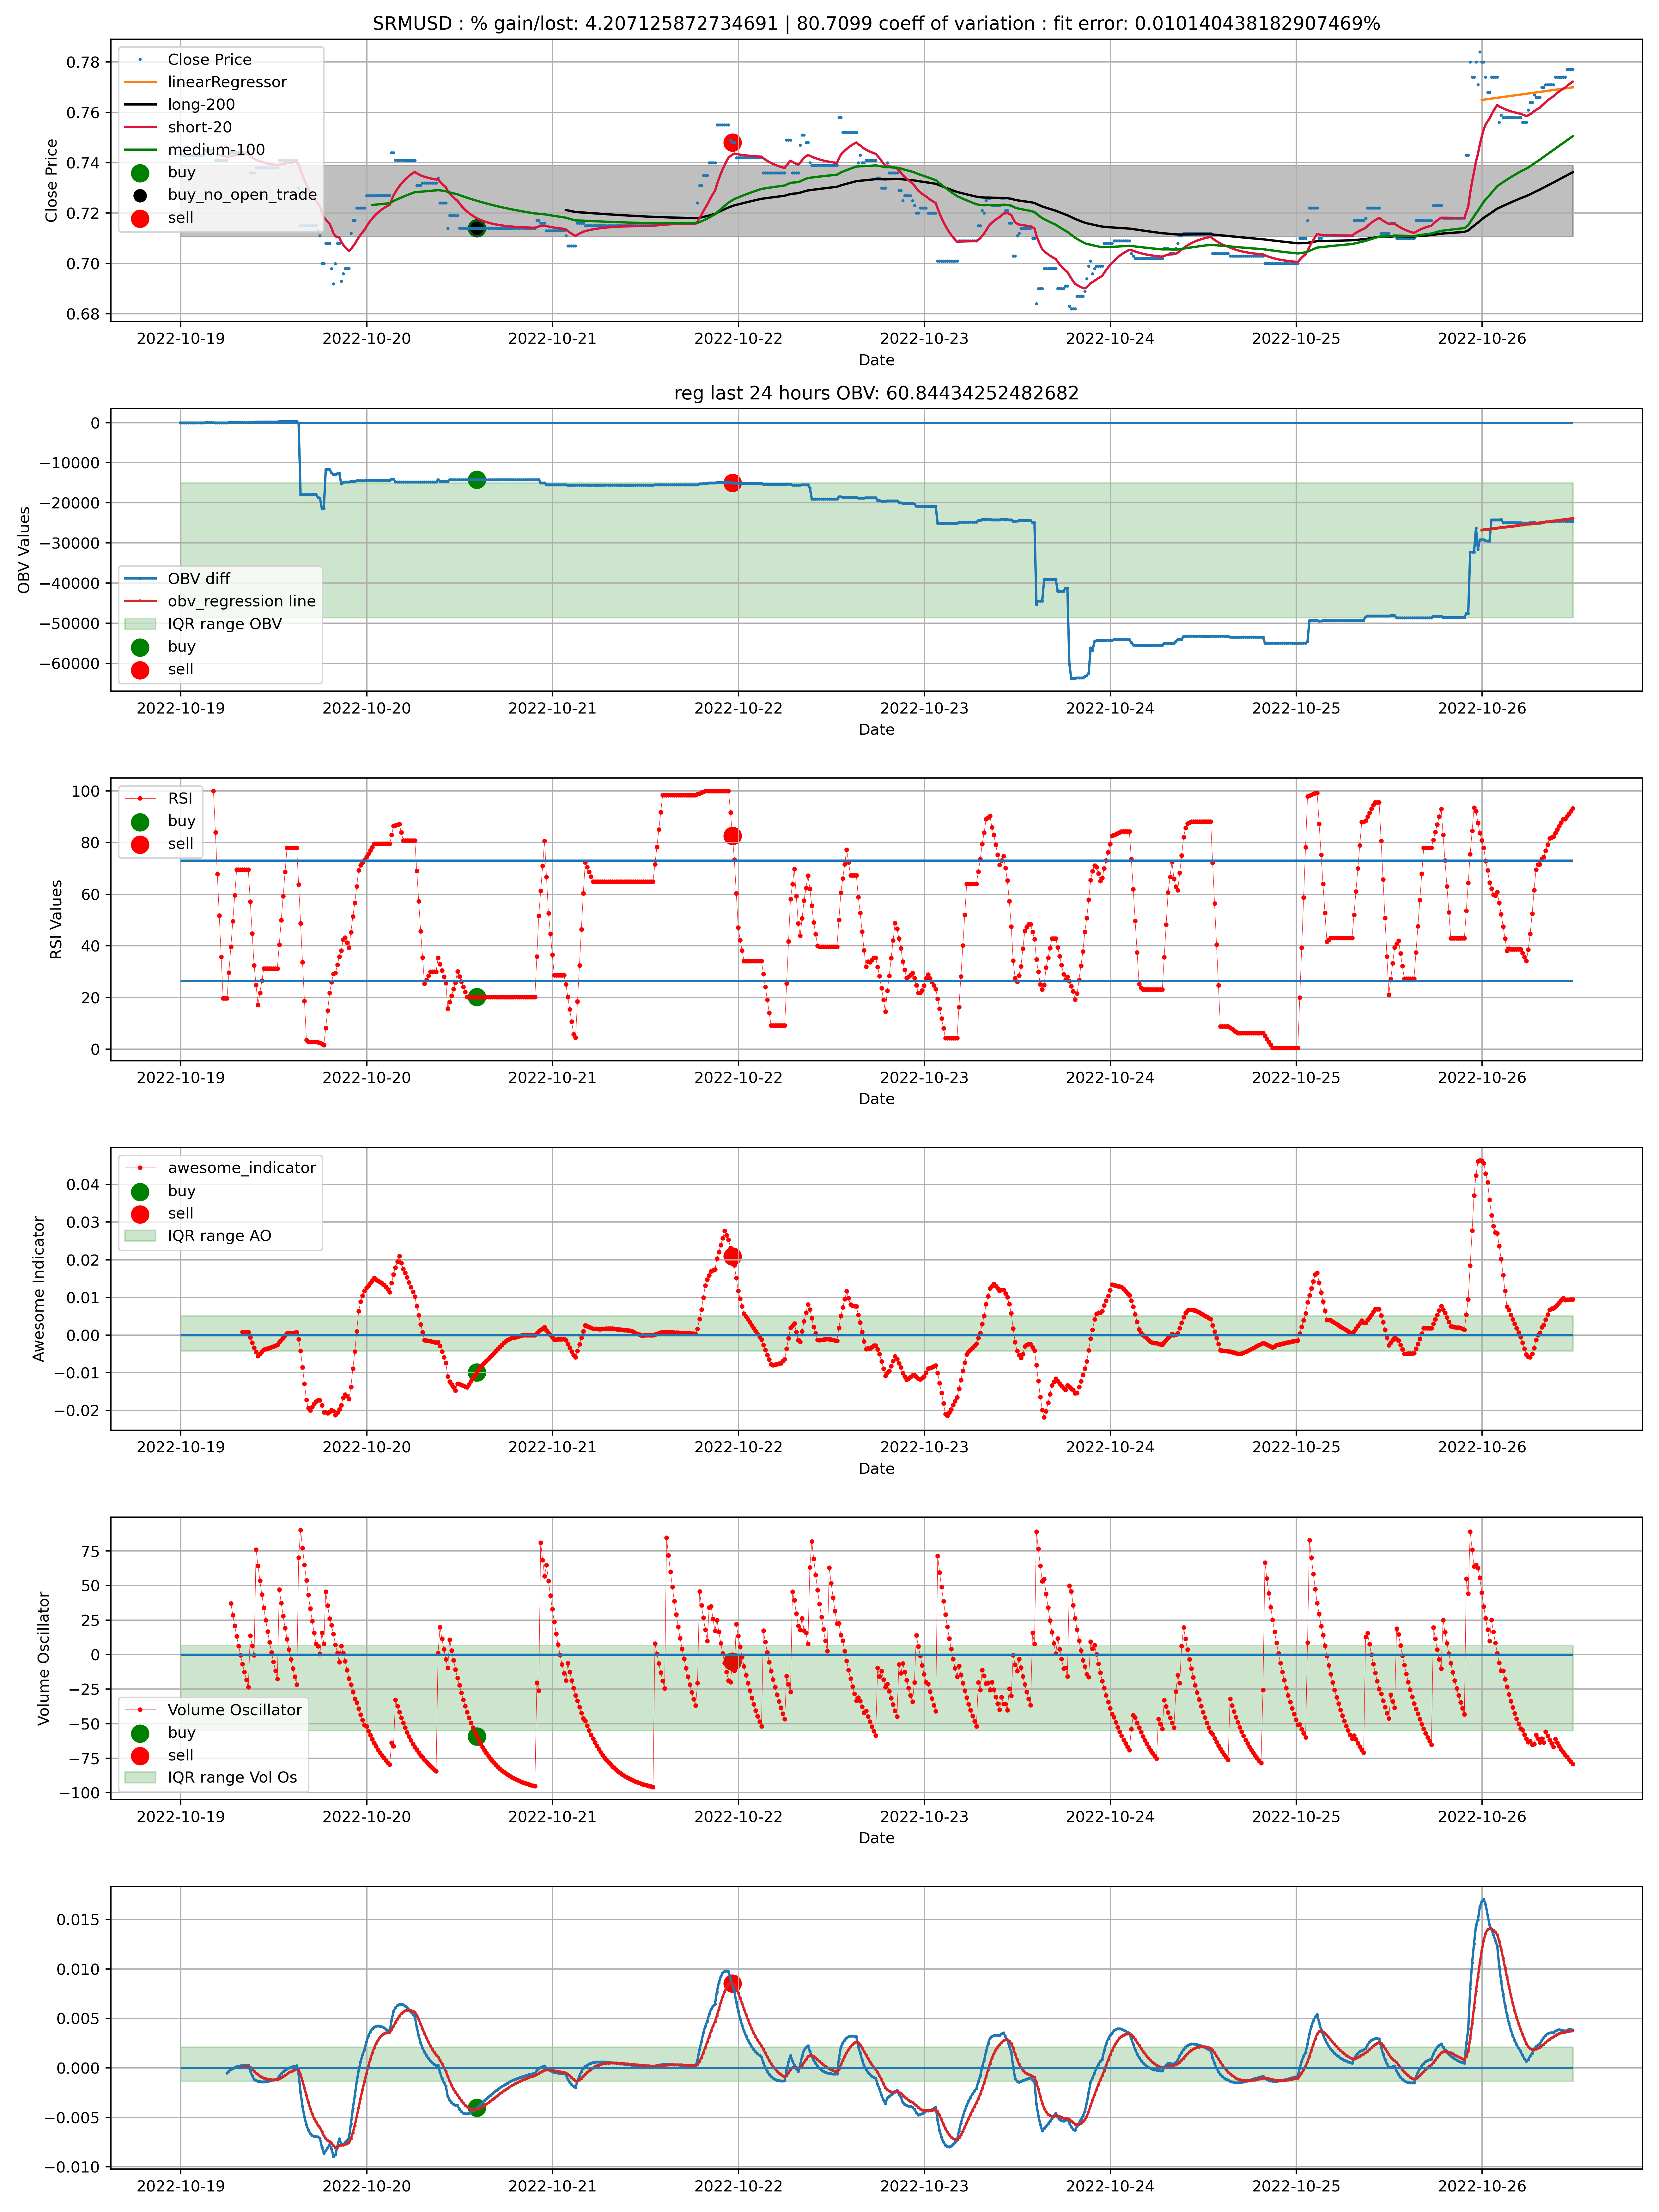 SRMUSD : % gain/lost: 4.207125872734691 | 80.7099 coeff of variation : fit error: 0.010140438182907469%
Close Price
0.78
0.76
0.74
0.72
0.70
0.68
Close Price
linearRegressor
long-200
short-20
medium-100
buy
buy_no_open_trade
sell
2022-10-19 2022-10-20 2022-10-21 2022-10-22 2022-10-23 2022-10-24 2022-10-25 2022-10-26
Date
reg last 24 hours OBV: 60.84434252482682
OBV Values
0
−10000
−20000
−30000
−40000
−50000
−60000
OBV diff
obv_regression line
IQR range OBV
buy
sell
2022-10-19 2022-10-20 2022-10-21 2022-10-22 2022-10-23 2022-10-24 2022-10-25 2022-10-26
Date
RSI Values
100
80
60
40
20
0
RSI
buy
sell
2022-10-19 2022-10-20 2022-10-21 2022-10-22 2022-10-23 2022-10-24 2022-10-25 2022-10-26
Date
Awesome Indicator
0.04
0.03
0.02
0.01
0.00
−0.01
−0.02
awesome_indicator
buy
sell
IQR range AO
2022-10-19 2022-10-20 2022-10-21 2022-10-22 2022-10-23 2022-10-24 2022-10-25 2022-10-26
Date
Volume Oscillator
75
50
25
0
−25
−50
−75
−100
Volume Oscillator
buy
sell
IQR range Vol Os
2022-10-19 2022-10-20 2022-10-21 2022-10-22 2022-10-23 2022-10-24 2022-10-25 2022-10-26
Date
0.015
0.010
0.005
0.000
−0.005
−0.010
2022-10-19 2022-10-20 2022-10-21 2022-10-22 2022-10-23 2022-10-24 2022-10-25 2022-10-26